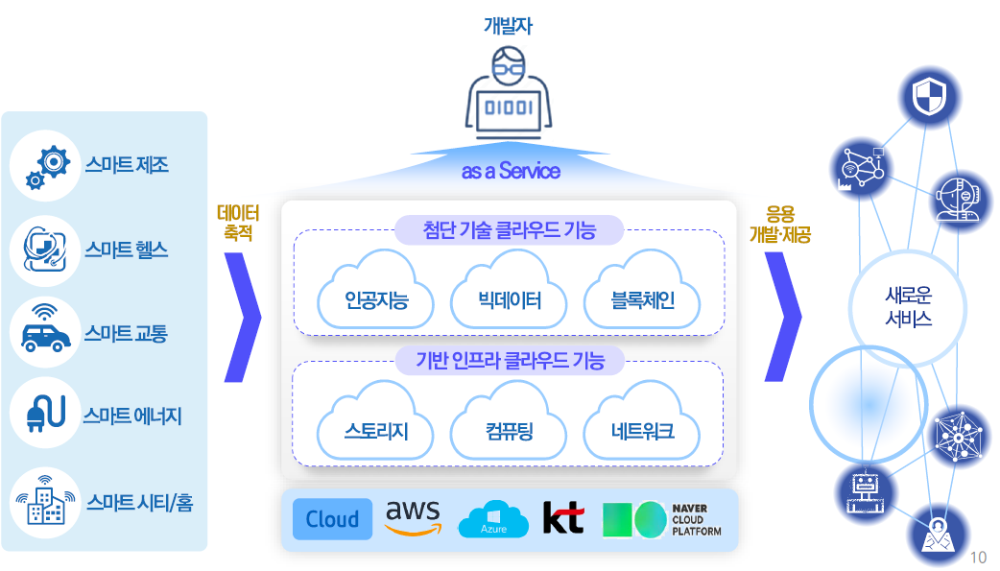 개발자
01001
as a Service
스마트 제조
스마트 헬스
스마트 교통
스마트 에너지
스마트 시티/홈
데이터
축적
첨단 기술 클라우드 기능
인공지능
빅데이터
블록체인
기반 인프라 클라우드 기능
스토리지
컴퓨팅
네트워크
Cloud
aws
Azure
kt
NAVER
CLOUD
PLATFORM
응용
개발·제공
새로운
서비스
10